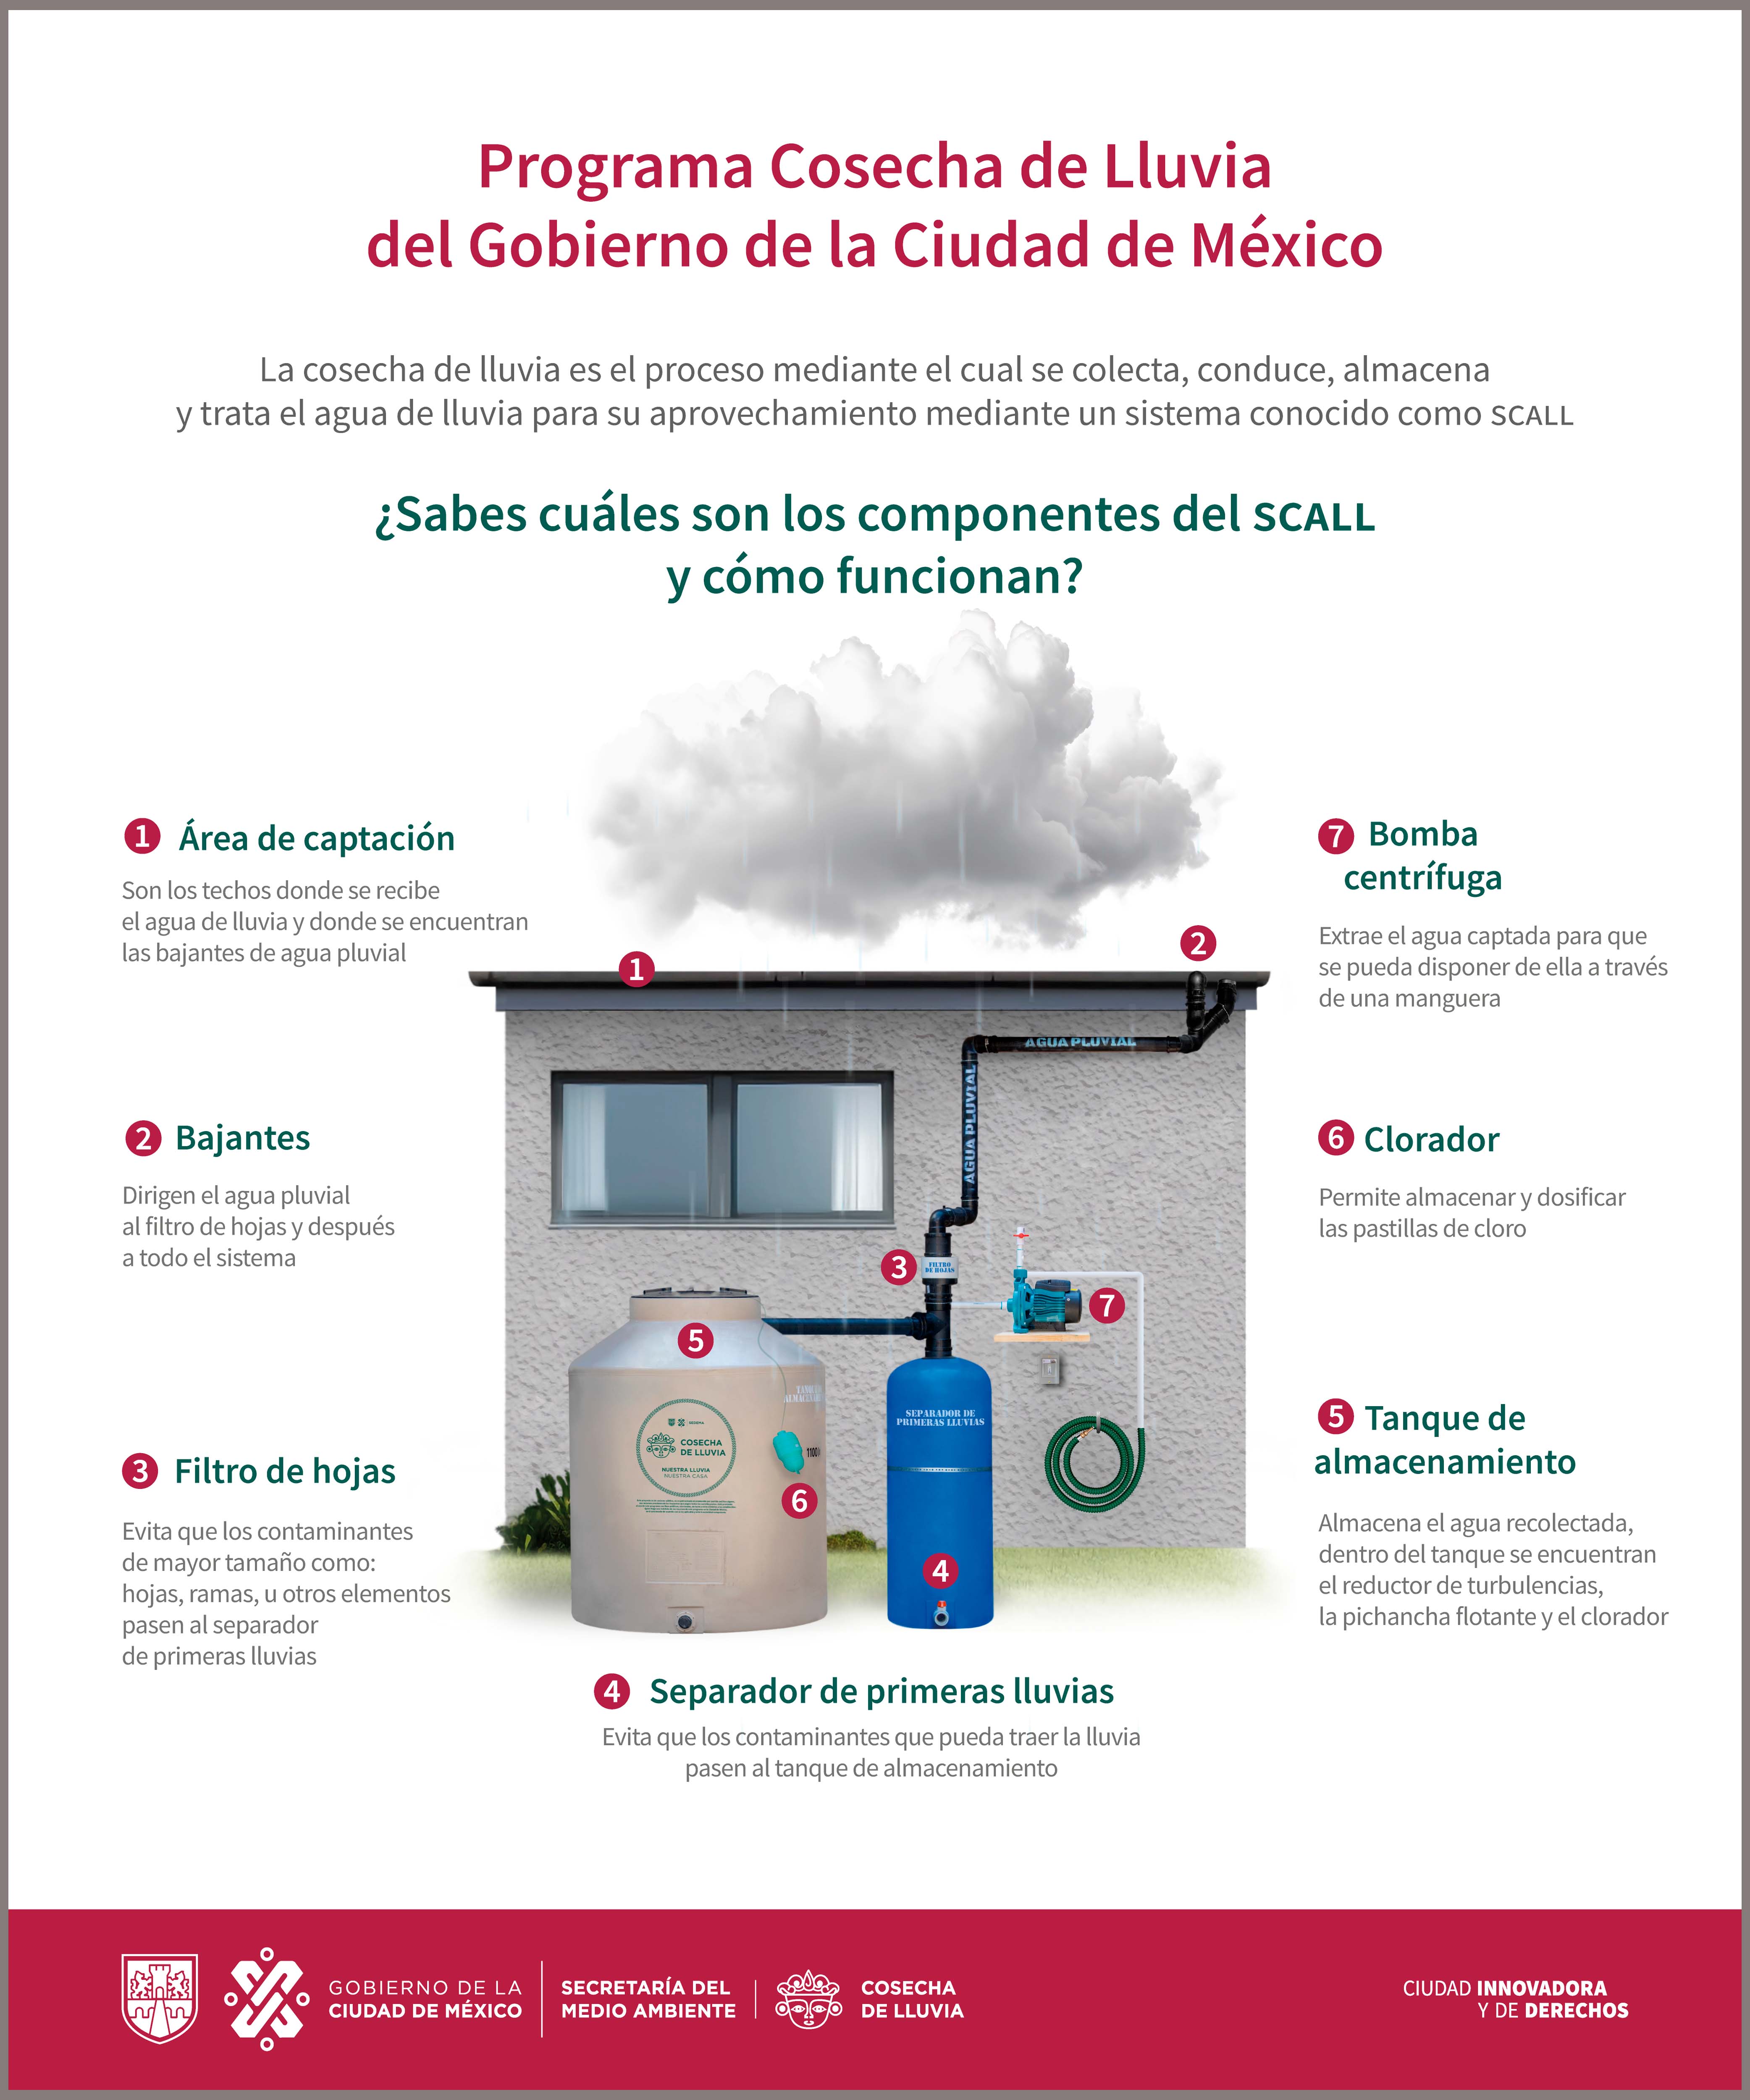 Programa Cosecha de Lluvia
del Gobierno de la Ciudad de México
La cosecha de lluvia es el proceso mediante el cual se colecta, conduce, almacena
y trata el agua de lluvia para su aprovechamiento mediante un sistema conocido como SCALL
¿Sabes cuáles son los componentes del SCALL
y cómo funcionan?
1 Área de captación
Son los techos donde se recibe
el agua de lluvia y donde se encuentran
las bajantes de agua pluvial
2 Bajantes
Dirigen el agua pluvial
al filtro de hojas y después
a todo el sistema
3 Filtro de hojas
Evita que los contaminantes
de mayor tamaño como:
hojas, ramas, u otros elementos
pasen al separador
de primeras lluvias
1
2
AGUA PLUVIAL
AGUA PLUVIAL
3
FILTRO
DE HOJAS
7
5
COSECHA
DE LLUVIA
NUESTRA LLUVIA
NUESTRA CASA
1100
6
SEPARADOR DE
PRIMERAS LLUVIAS
4
7 Bomba
centrífuga
Extrae el agua captada para que
se pueda disponer de ella a través
de una manguera
6 Clorador
Permite almacenar y dosificar
las pastillas de cloro
5 Tanque de
almacenamiento
Almacena el agua recolectada,
dentro del tanque se encuentran
el reductor de turbulencias,
la pichancha flotante y el clorador
4 Separador de primeras lluvias
Evita que los contaminantes que pueda traer la lluvia
pasen al tanque de almacenamiento
GOBIERNO DE LA
CIUDAD DE MÉXICO
SECRETARÍA DEL
MEDIO AMBIENTE
COSECHA
DE LLUVIA
CIUDAD INNOVADORA
Y DE DERECHOS